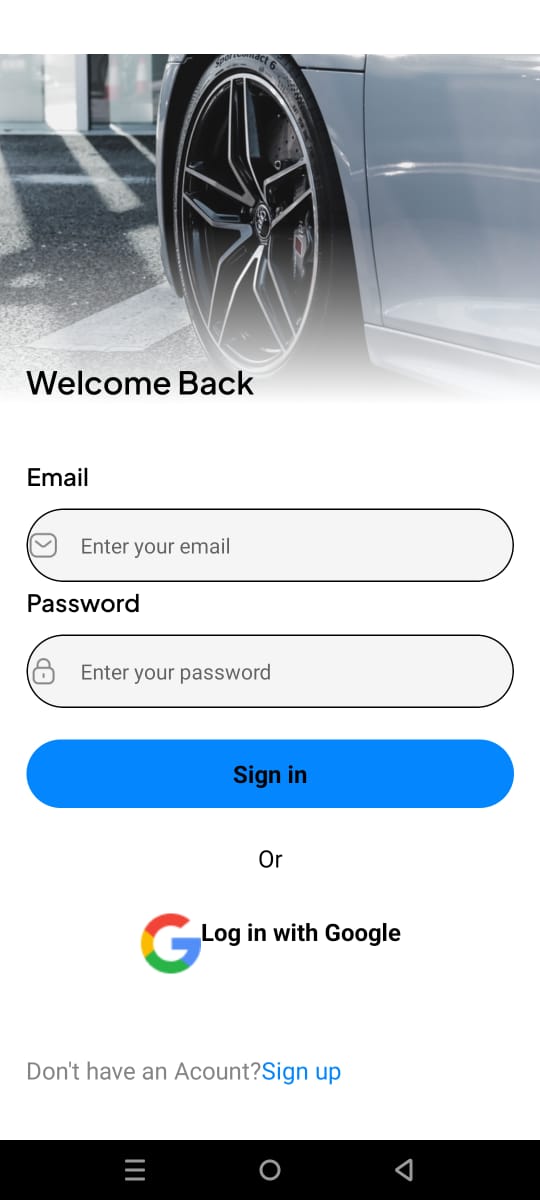 SportContact 6
Welcome Back
Email
Enter your email
Password
Enter your password
Sign in
Or
Log in with Google
Don't have an Acount?Sign up